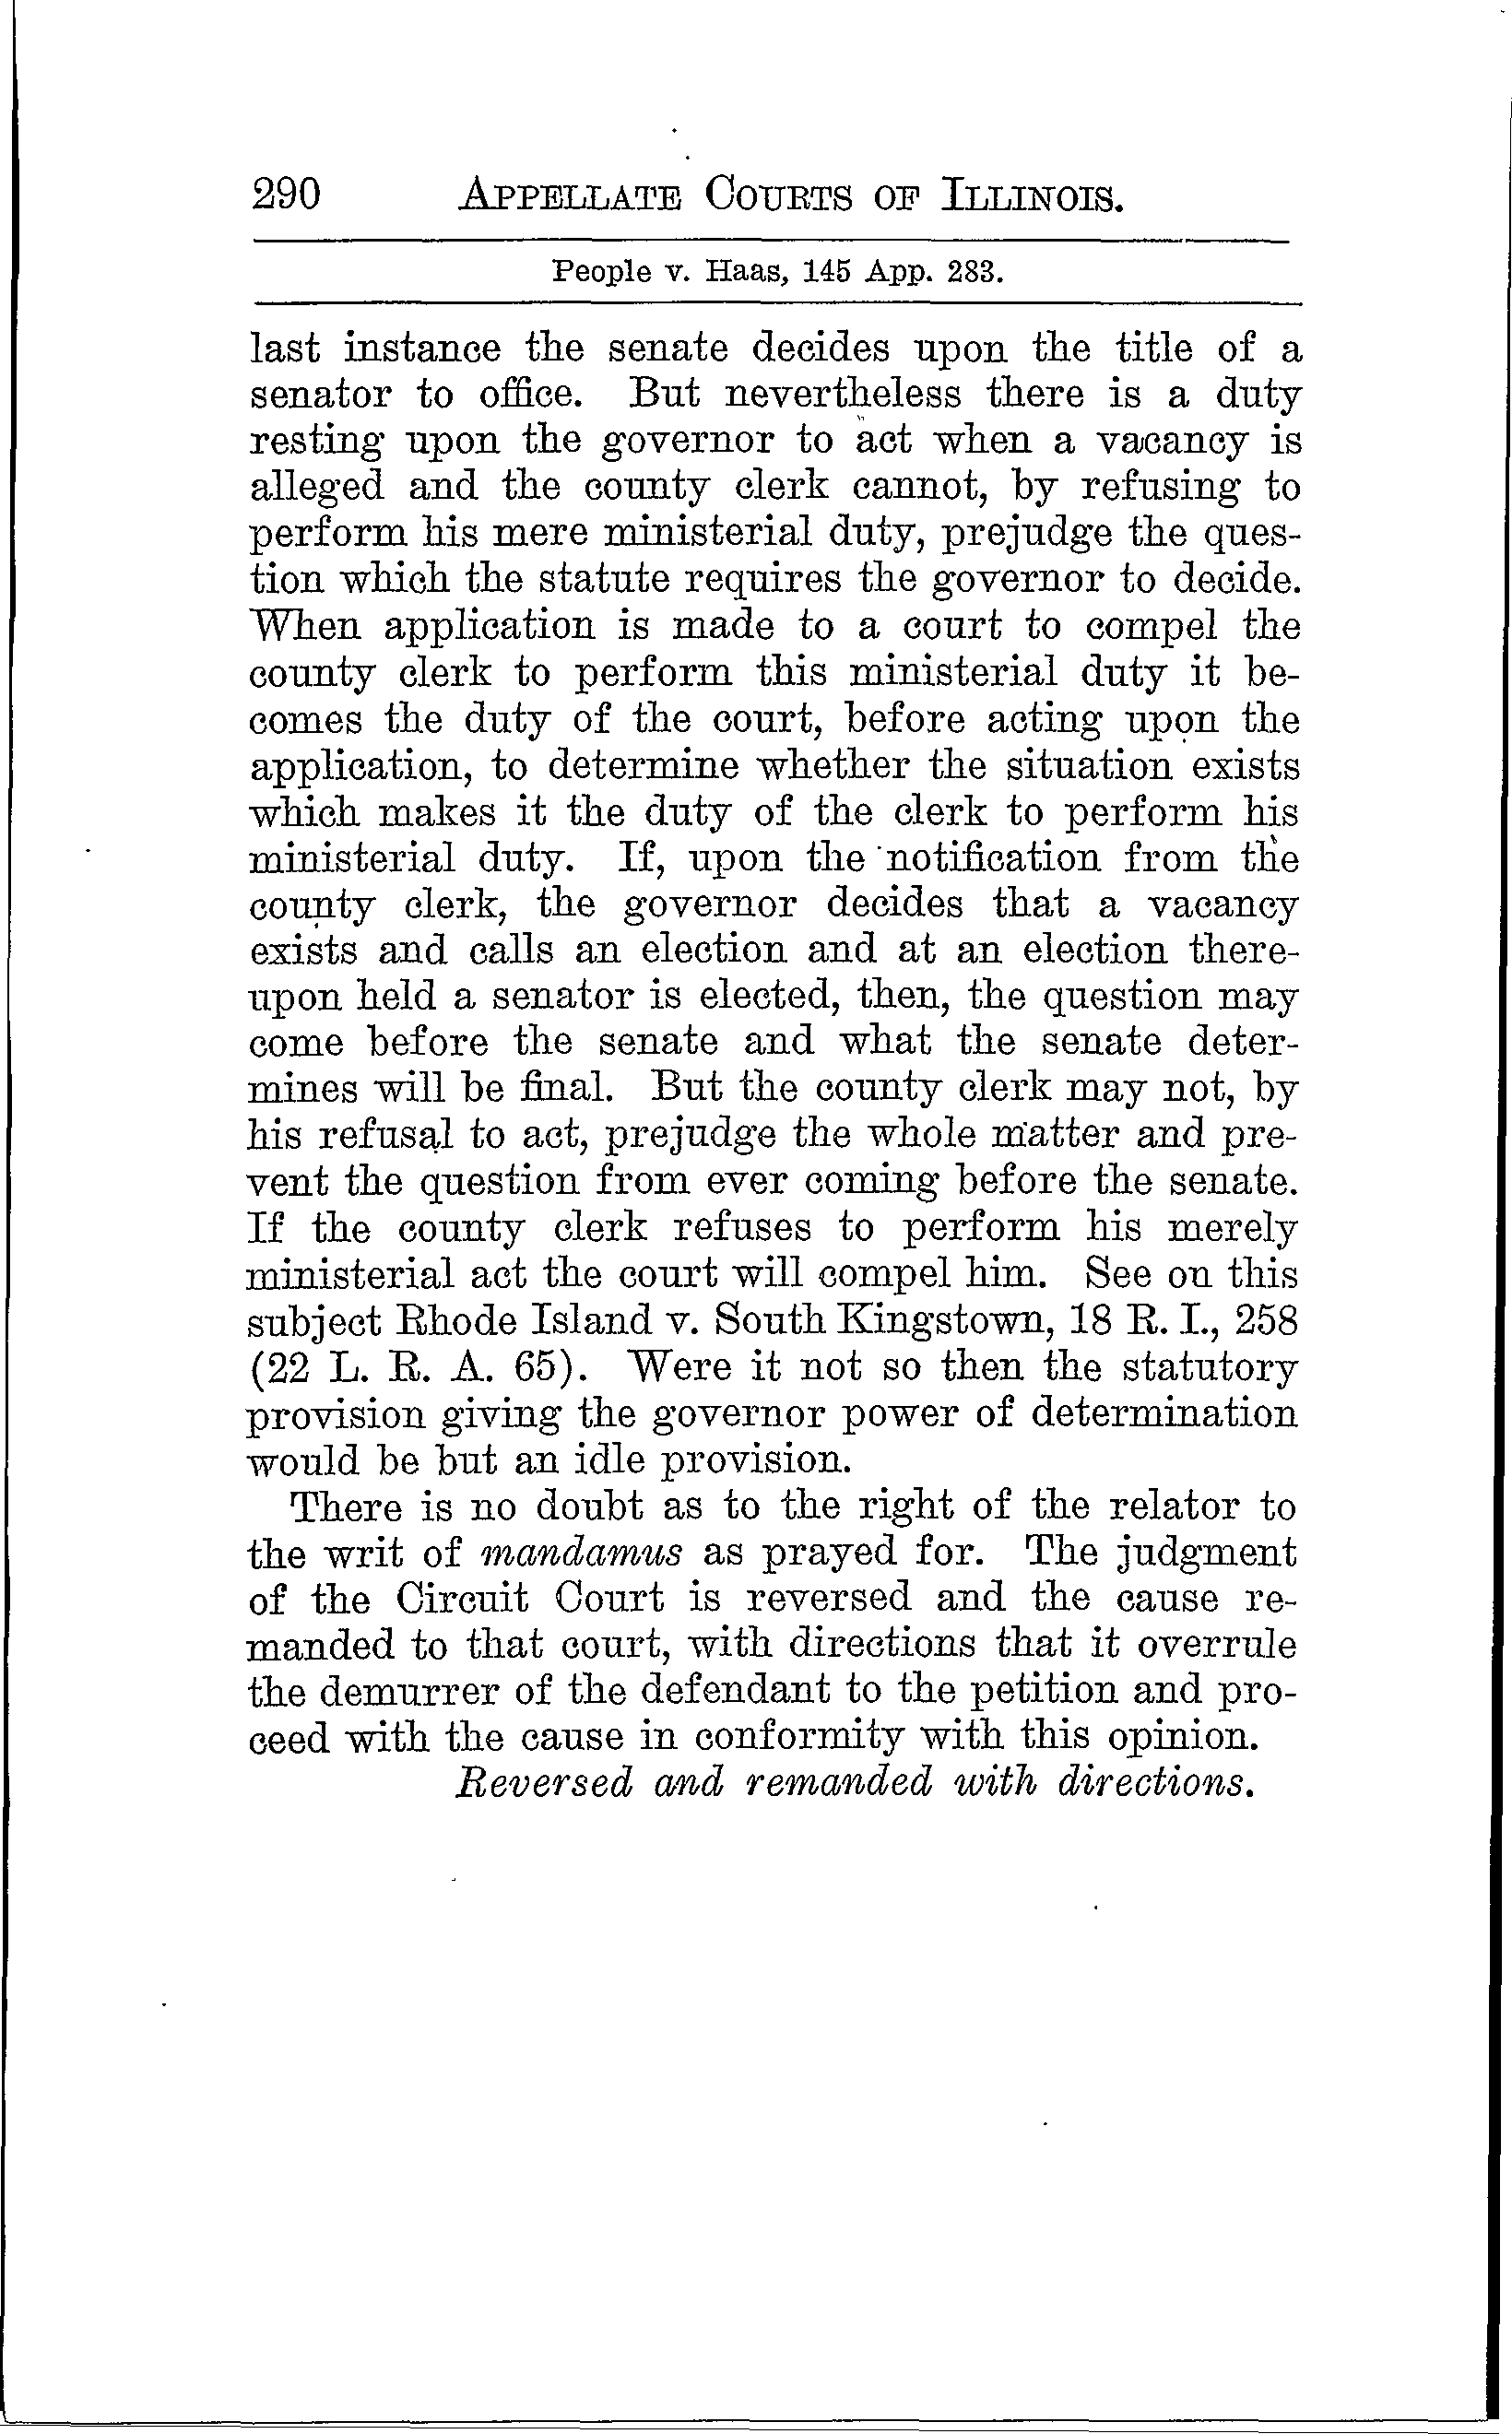 290 APPELLATE COURTS OF ILLINOIS.
People v. Haas, 145 App. 283.
last instance the senate decides upon the title of a
senator to office. But nevertheless there is a duty
resting upon the governor to act when a vacancy is
alleged and the county clerk cannot, by refusing to
perform his mere ministerial duty, prejudge the ques-
tion which the statute requires the governor to decide.
When application is made to a court to compel the
county clerk to perform this ministerial duty it be-
comes the duty of the court, before acting upon the
application, to determine whether the situation exists
which makes it the duty of the clerk to perform his
ministerial duty. If, upon the notification from the
county clerk, the governor decides that a vacancy
exists and calls an election and at an election there-
upon held a senator is elected, then, the question may
come before the senate and what the senate deter-
mines will be final. But the county clerk may not, by
his refusal to act, prejudge the whole matter and pre-
vent the question from ever coming before the senate.
If the county clerk refuses to perform his merely
ministerial act the court will compel him. See on this
subject Rhode Island v. South Kingstown, 18 R. I., 258
(22 L. R. A. 65). Were it not so then the statutory
provision giving the governor power of determination
would be but an idle provision.
There is no doubt as to the right of the relator to
the writ of mandamus as prayed for. The judgment
of the Circuit Court is reversed and the cause re-
manded to that court, with directions that it overrule
the demurrer of the defendant to the petition and pro-
ceed with the cause in conformity with this opinion.
Reversed and remanded with directions.